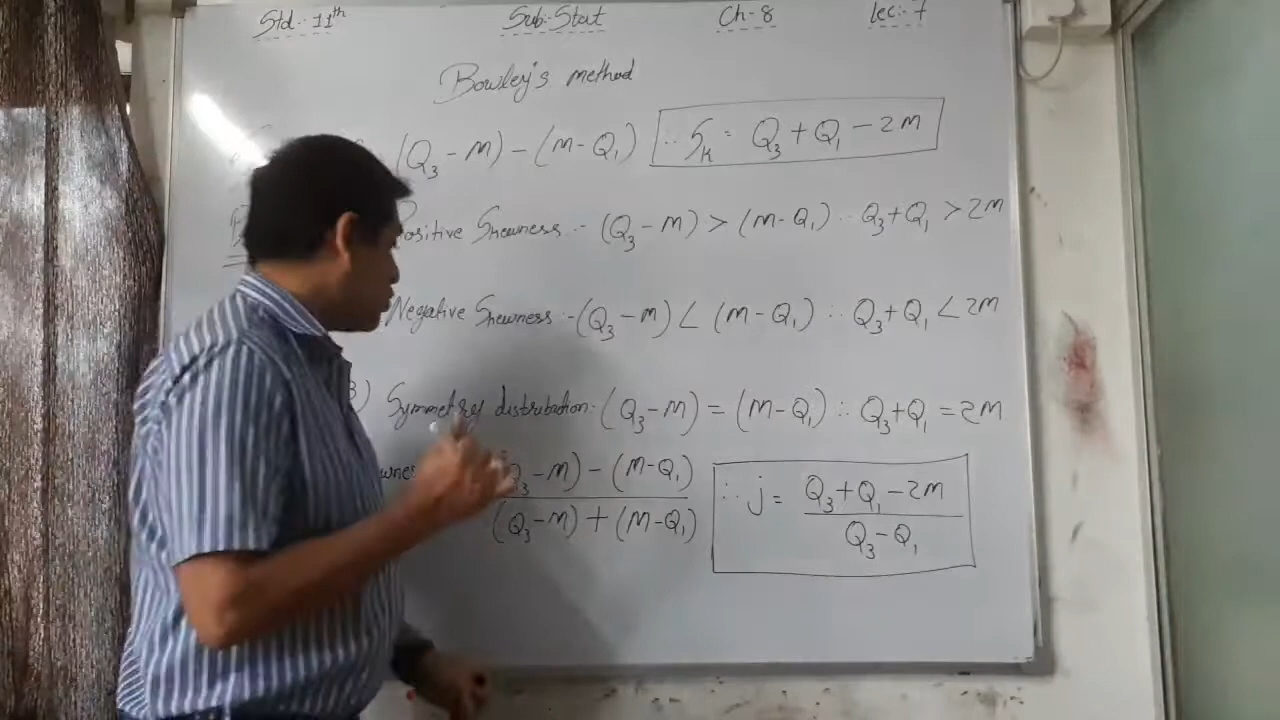 Std:- 11th Sub:- Stat Ch-8 lec:- 7
Bowley's method
(Q₃ - M) - (M - Q₁) ∴ Sₖ = Q₃ + Q₁ - 2M
Positive Skewness :- (Q₃ - M) > (M - Q₁) ∴ Q₃ + Q₁ > 2M
Negative Skewness :- (Q₃ - M) < (M - Q₁) ∴ Q₃ + Q₁ < 2M
3) Symmetry distribution:- (Q₃ - M) = (M - Q₁) ∴ Q₃ + Q₁ = 2M
Q₃ - M) - (M - Q₁) ∴ j = Q₃ + Q₁ - 2M
(Q₃ - M) + (M - Q₁) Q₃ - Q₁